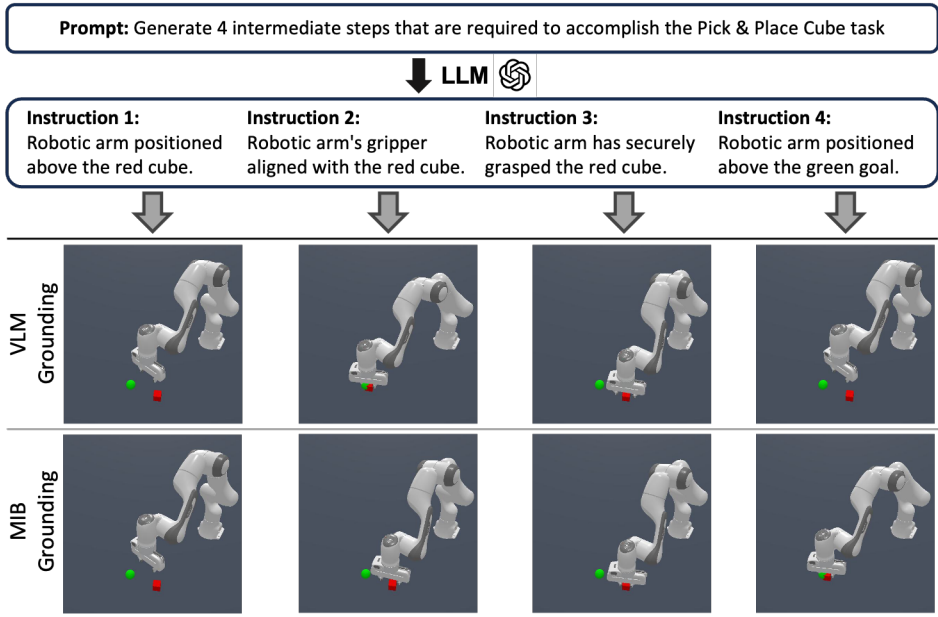 Prompt: Generate 4 intermediate steps that are required to accomplish the Pick & Place Cube task
LLM
Instruction 1:
Robotic arm positioned
above the red cube.
Instruction 2:
Robotic arm's gripper
aligned with the red cube.
Instruction 3:
Robotic arm has securely
grasped the red cube.
Instruction 4:
Robotic arm positioned
above the green goal.
VLM
Grounding
MIB
Grounding